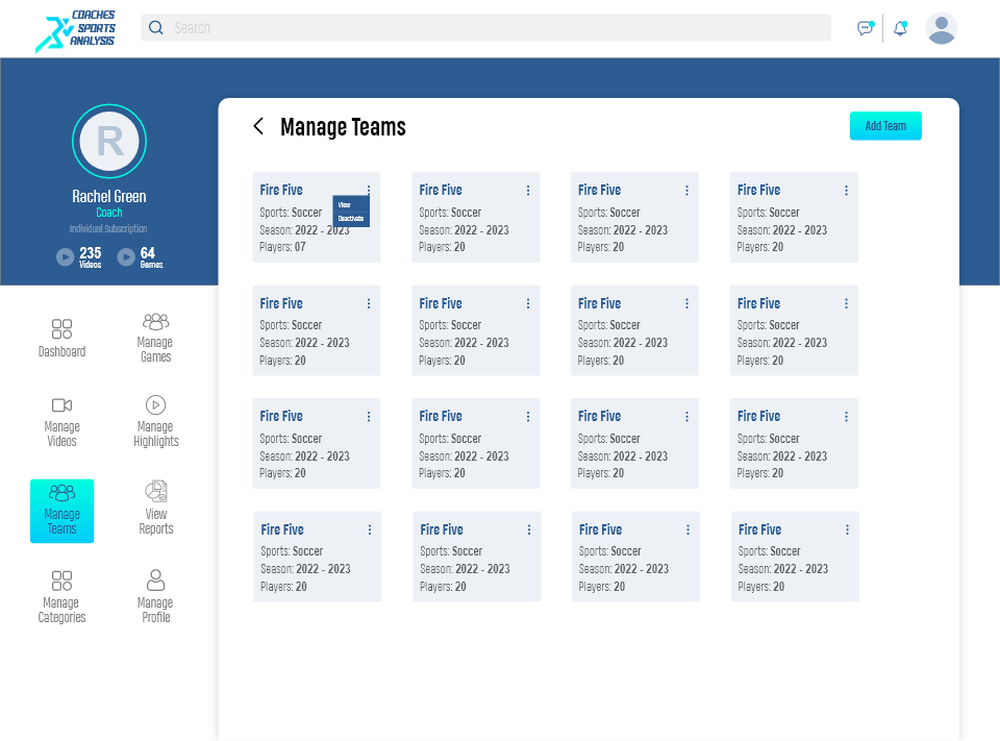 COACHES
SPORTS
ANALYSIS
Search
R
Rachel Green
Coach
Individual Subscription
235
Videos
64
Games
Dashboard
Manage
Games
Manage
Videos
Manage
Highlights
Manage
Teams
View
Reports
Manage
Categories
Manage
Profile
Manage Teams
Add Team
Fire Five
View
Deactivate
Sports: Soccer
Season: 2022 - 2023
Players: 07
Fire Five
Sports: Soccer
Season: 2022 - 2023
Players: 20
Fire Five
Sports: Soccer
Season: 2022 - 2023
Players: 20
Fire Five
Sports: Soccer
Season: 2022 - 2023
Players: 20
Fire Five
Sports: Soccer
Season: 2022 - 2023
Players: 20
Fire Five
Sports: Soccer
Season: 2022 - 2023
Players: 20
Fire Five
Sports: Soccer
Season: 2022 - 2023
Players: 20
Fire Five
Sports: Soccer
Season: 2022 - 2023
Players: 20
Fire Five
Sports: Soccer
Season: 2022 - 2023
Players: 20
Fire Five
Sports: Soccer
Season: 2022 - 2023
Players: 20
Fire Five
Sports: Soccer
Season: 2022 - 2023
Players: 20
Fire Five
Sports: Soccer
Season: 2022 - 2023
Players: 20
Fire Five
Sports: Soccer
Season: 2022 - 2023
Players: 20
Fire Five
Sports: Soccer
Season: 2022 - 2023
Players: 20
Fire Five
Sports: Soccer
Season: 2022 - 2023
Players: 20
Fire Five
Sports: Soccer
Season: 2022 - 2023
Players: 20